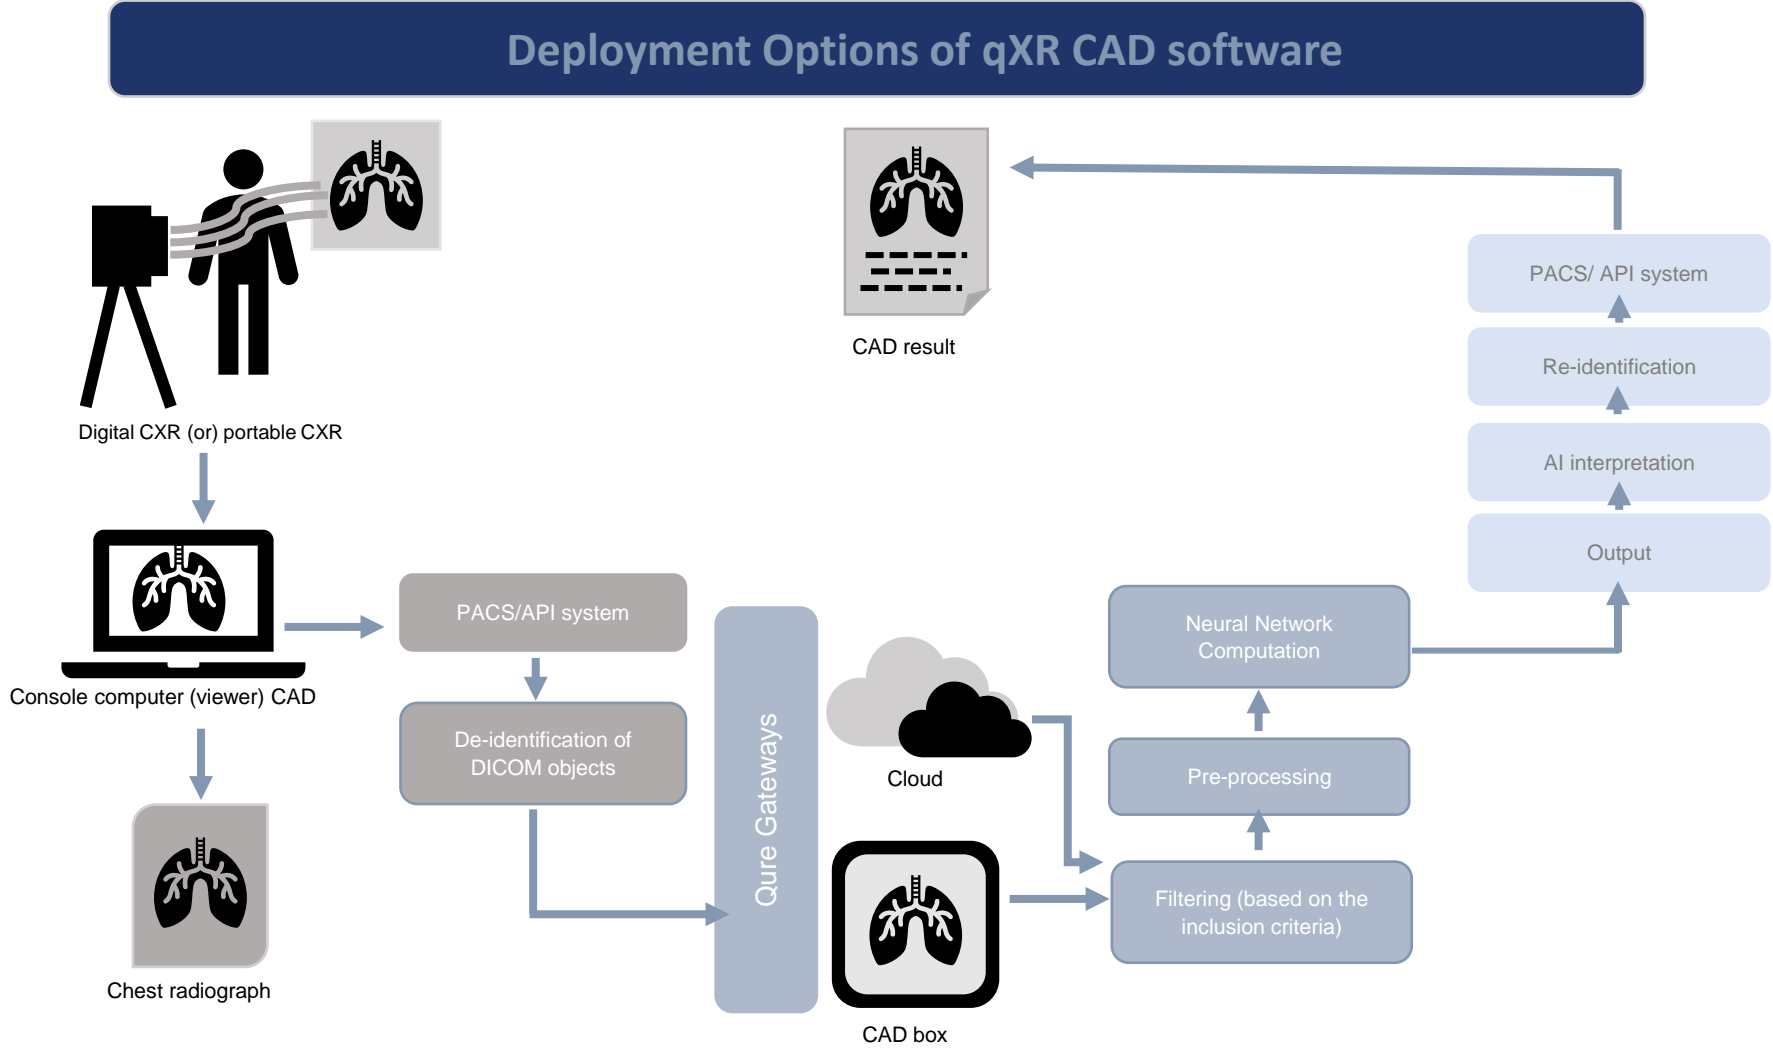 Deployment Options of qXR CAD software
Digital CXR (or) portable CXR
Console computer (viewer) CAD
Chest radiograph
PACS/API system
De-identification of
DICOM objects
Qure Gateways
Cloud
CAD box
Filtering (based on the
inclusion criteria)
Pre-processing
Neural Network
Computation
Output
AI interpretation
Re-identification
PACS/ API system
CAD result